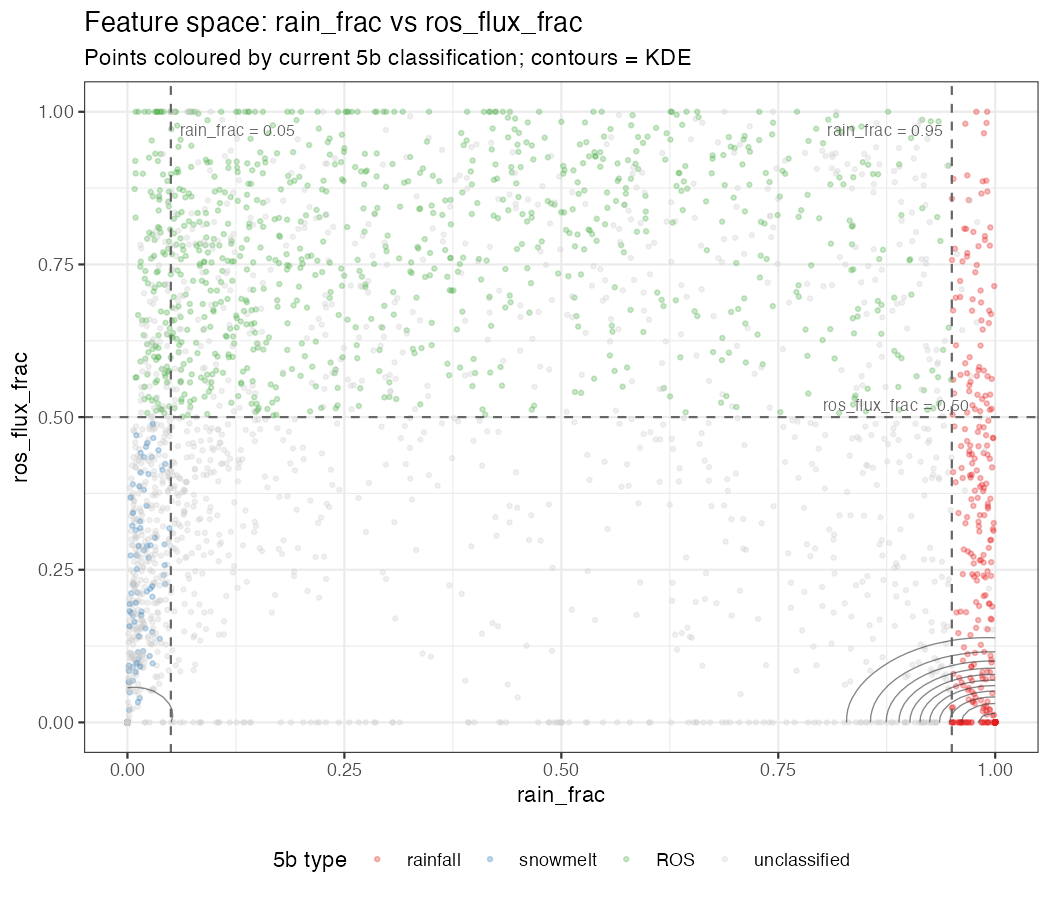 Feature space: rain_frac vs ros_flux_frac
Points coloured by current 5b classification; contours = KDE
1.00
rain_frac = 0.05
rain_frac = 0.95
0.75
ros_flux_frac
0.50
ros_flux_frac = 0.50
0.25
0.00
0.00
0.25
0.50
0.75
1.00
rain_frac
5b type
rainfall
snowmelt
ROS
unclassified